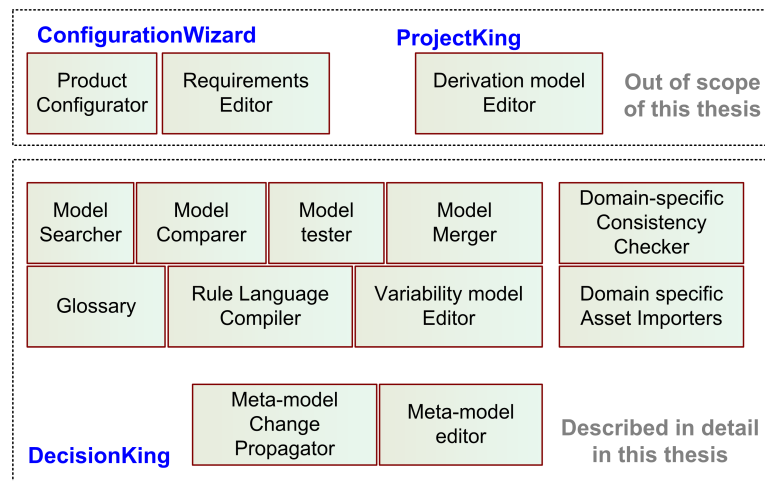 ConfigurationWizard
ProjectKing
Product
Configurator
Requirements
Editor
Derivation model
Editor
Out of scope
of this thesis
Model
Searcher
Model
Comparer
Model
tester
Model
Merger
Domain-specific
Consistency
Checker
Glossary
Rule Language
Compiler
Variability model
Editor
Domain specific
Asset Importers
Meta-model
Change
Propagator
Meta-model
editor
DecisionKing
Described in detail
in this thesis